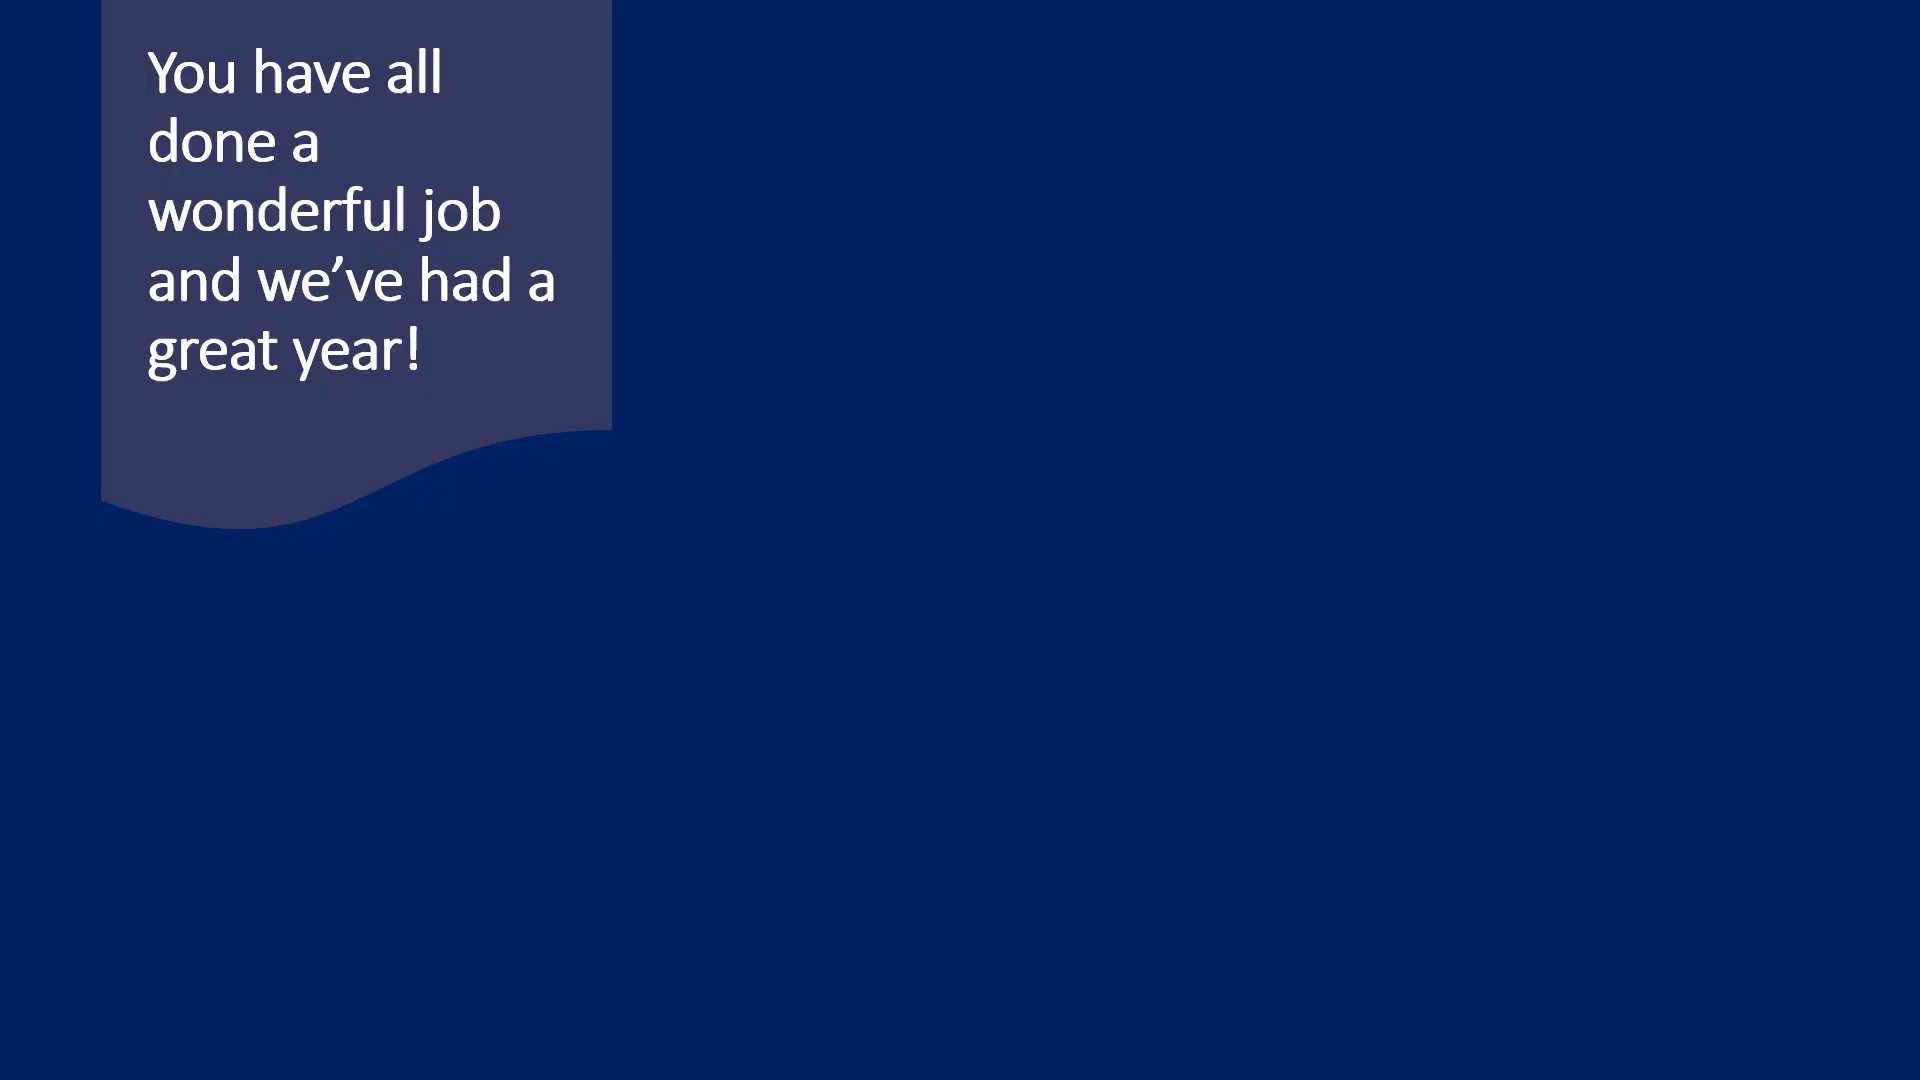 You have all
done a
wonderful job
and we’ve had a
great year!